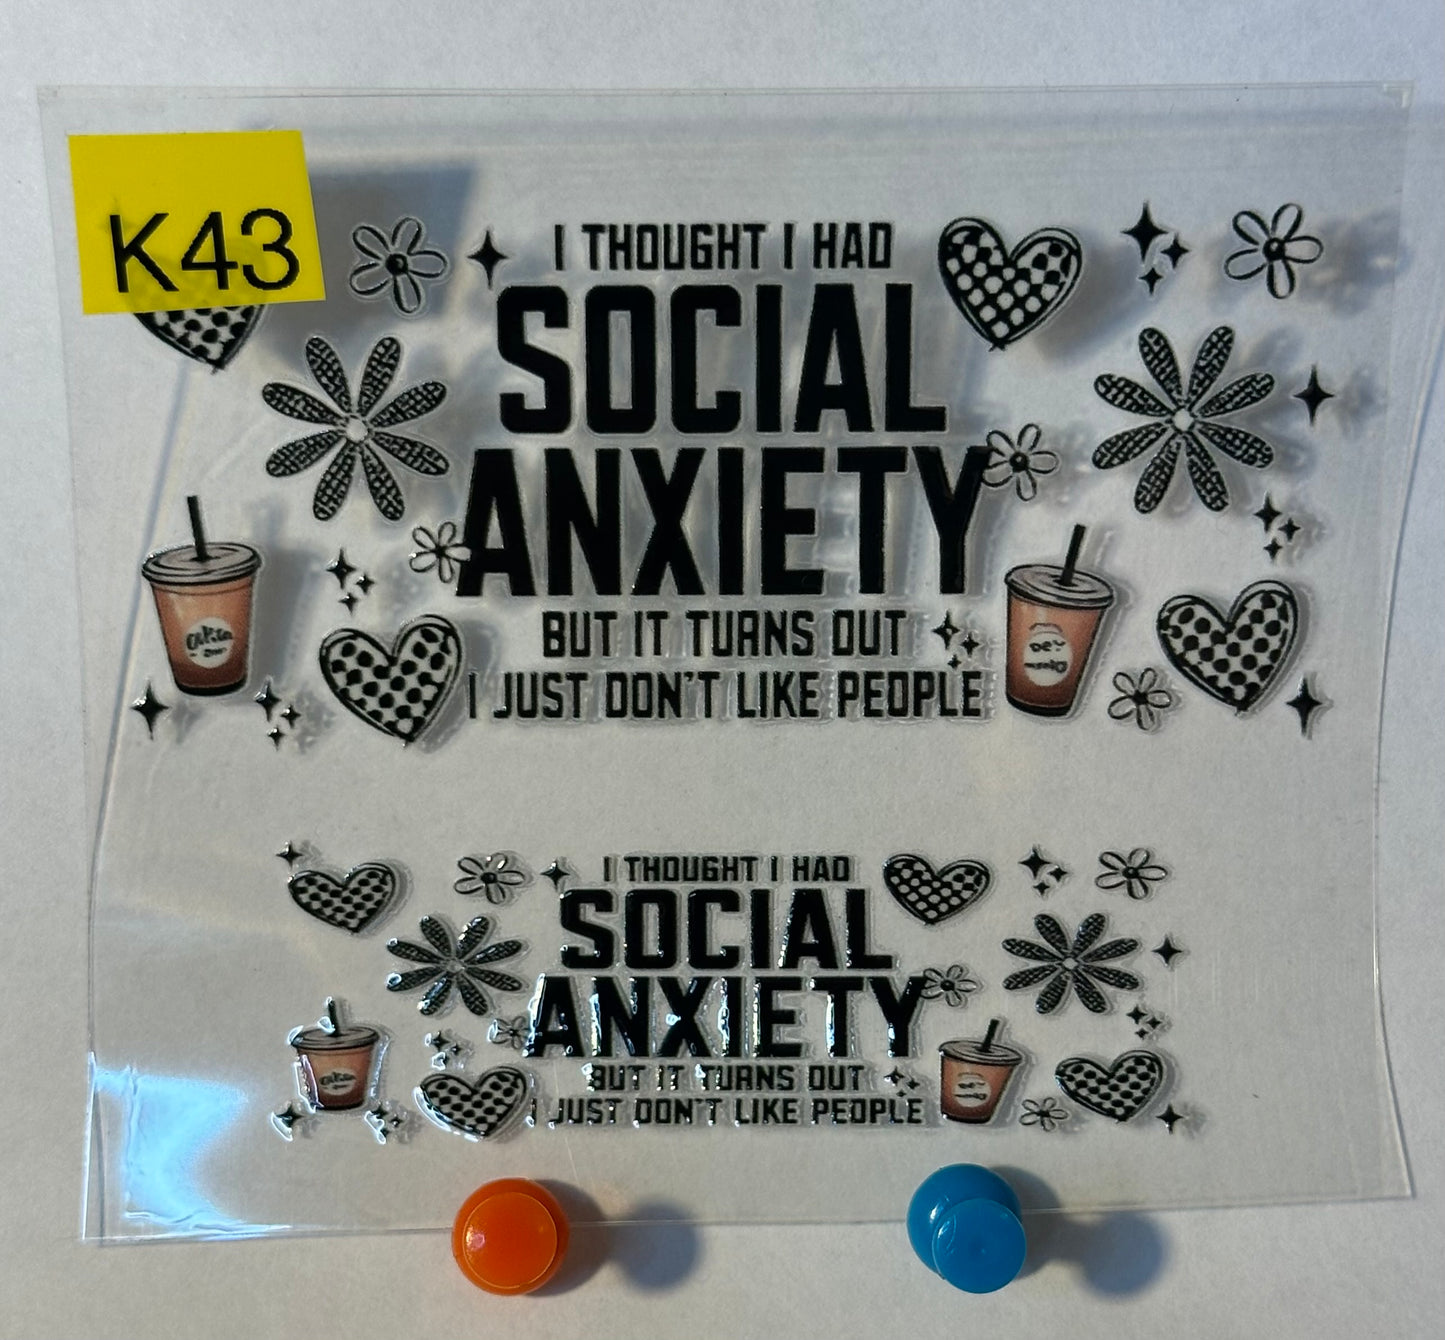 K43
I THOUGHT I HAD
SOCIAL
ANXIETY
BUT IT TURNS OUT
I JUST DON'T LIKE PEOPLE
I THOUGHT I HAD
SOCIAL
ANXIETY
BUT IT TURNS OUT
I JUST DON'T LIKE PEOPLE